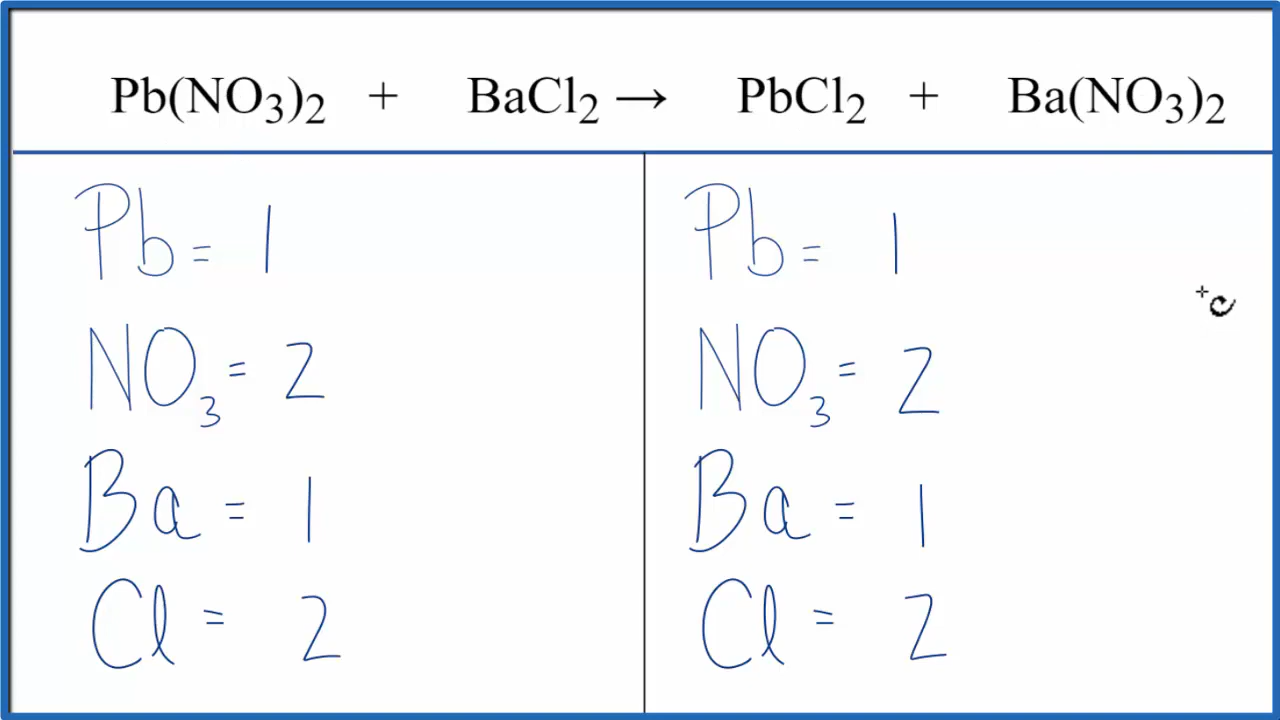 Pb(NO3)2 + BaCl2 → PbCl2 + Ba(NO3)2
Pb = 1
NO3 = 2
Ba = 1
Cl = 2
Pb = 1
NO3 = 2
Ba = 1
Cl = 2